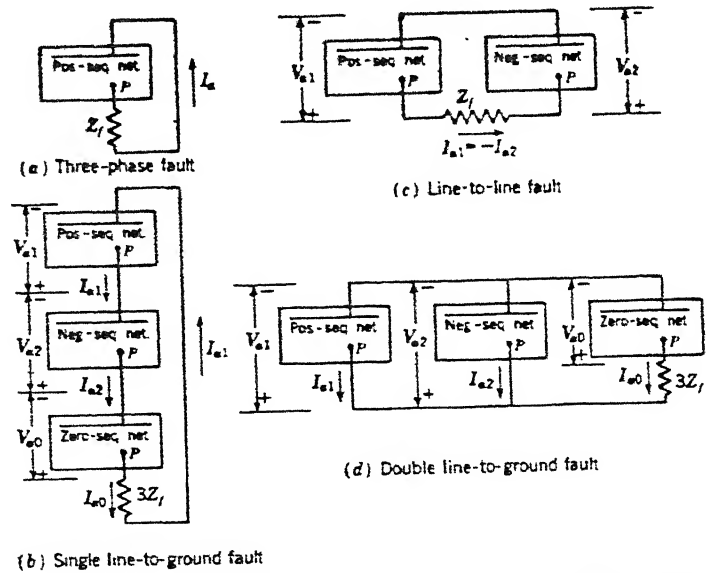 Pos-seq net.
P
Z_f
I_a
(a) Three-phase fault
Pos-seq net.
P
Neg-seq net.
P
V_a1
V_a2
Z_f
I_a1 = -I_a2
(c) Line-to-line fault
Pos-seq net.
P
V_a1
I_a1
Neg-seq net.
P
V_a2
I_a2
Zero-seq net
P
V_a0
I_a0
3Z_f
I_a1
(b) Single line-to-ground fault
Pos-seq net
P
V_a1
I_a1
Neg-seq net
P
V_a2
I_a2
Zero-seq net
P
V_a0
I_a0
3Z_f
(d) Double line-to-ground fault